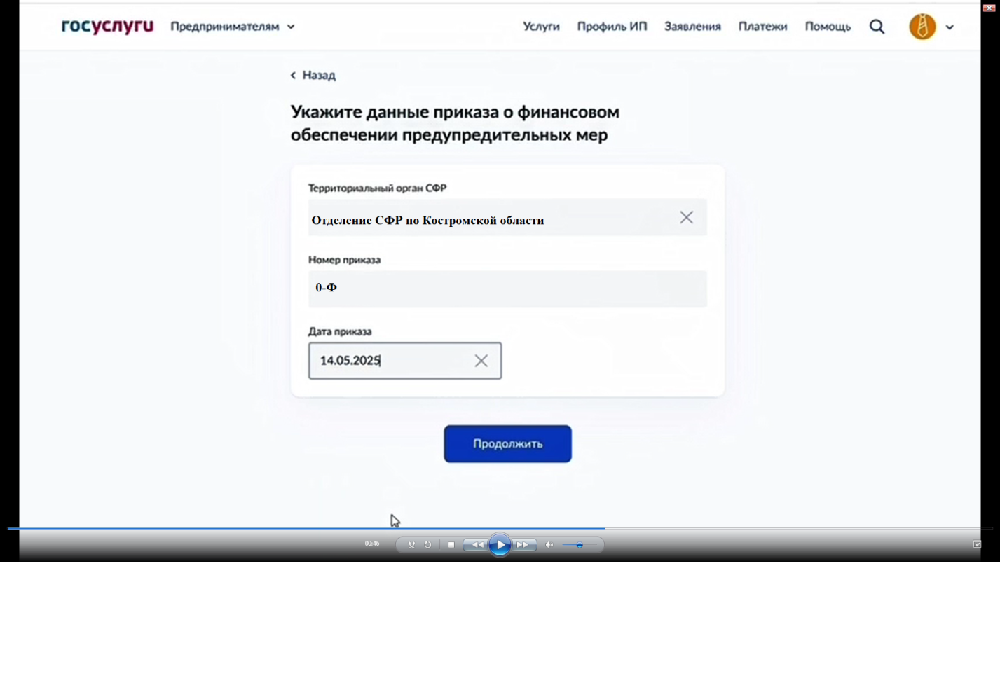 госуслуги Предпринимателям Услуги Профиль ИП Заявления Платежи Помощь
Назад
Укажите данные приказа о финансовом
обеспечении предупредительных мер
Территориальный орган СФР
Отделение СФР по Костромской области
Номер приказа
0-Ф
Дата приказа
14.05.2025
Продолжить
00:46